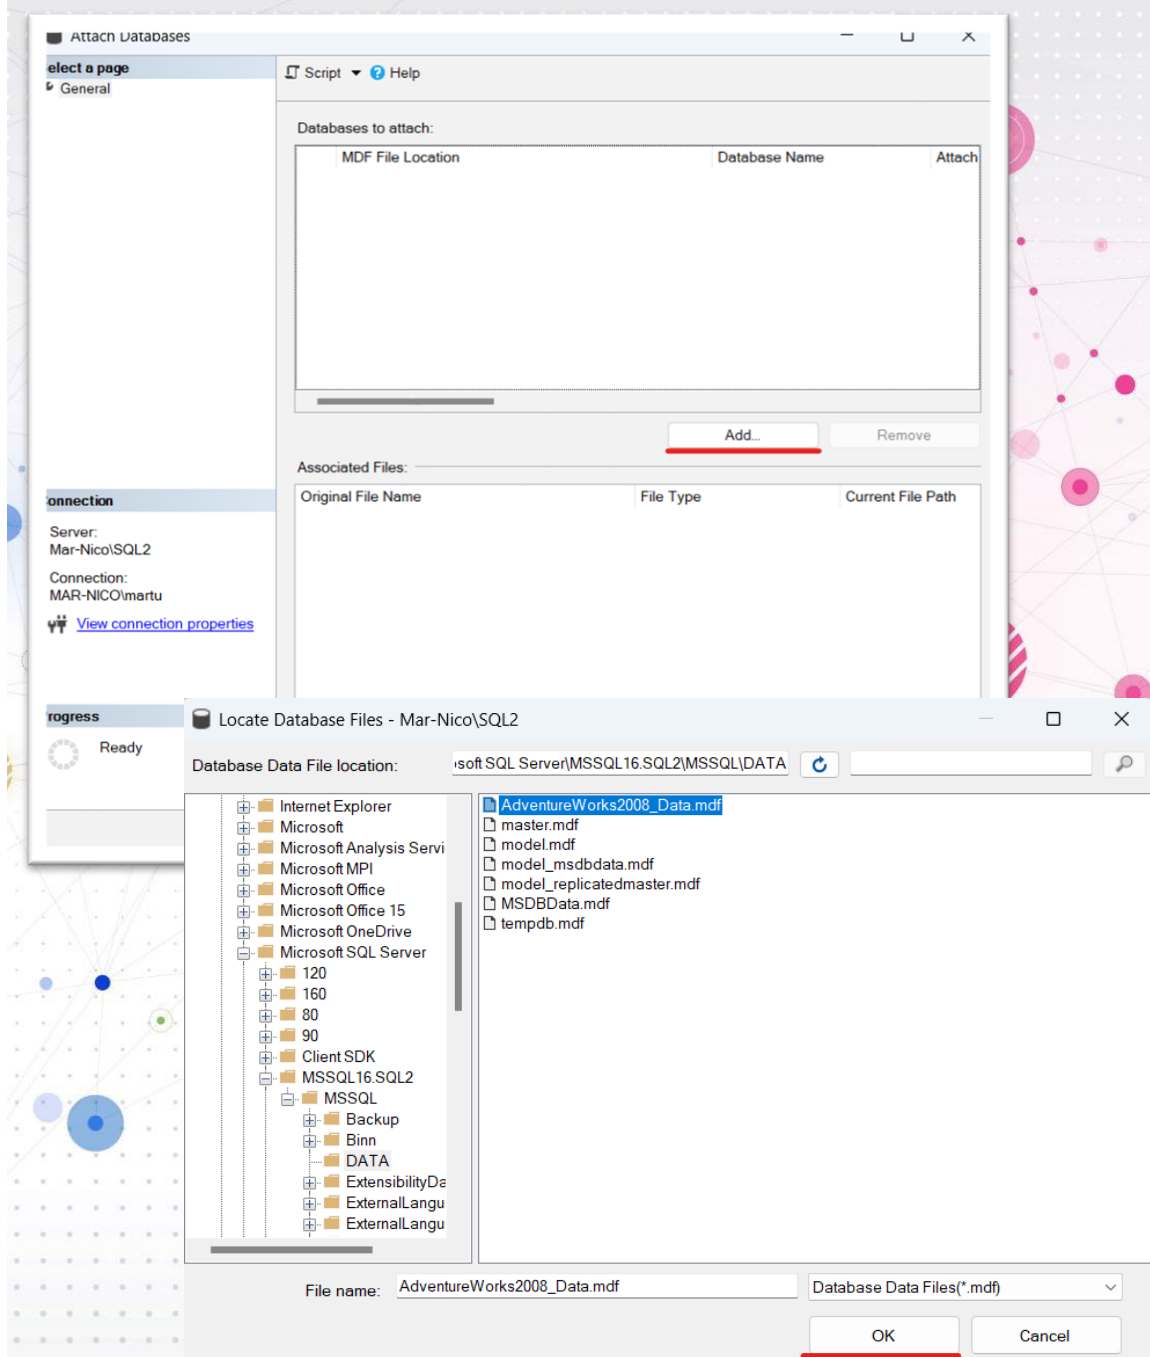 Attach Databases
elect a page
General
Script Help
Databases to attach:
MDF File Location Database Name Attach
Add... Remove
Associated Files:
Original File Name File Type Current File Path
onnection
Server:
Mar-Nico\SQL2
Connection:
MAR-NICO\martu
View connection properties
rogress
Ready
Locate Database Files - Mar-Nico\SQL2
Database Data File location: soft SQL Server\MSSQL16.SQL2\MSSQL\DATA
Internet Explorer
Microsoft
Microsoft Analysis Servi
Microsoft MPI
Microsoft Office
Microsoft Office 15
Microsoft OneDrive
Microsoft SQL Server
120
160
80
90
Client SDK
MSSQL16.SQL2
MSSQL
Backup
Binn
DATA
ExtensibilityDa
ExternalLangu
ExternalLangu
AdventureWorks2008_Data.mdf
master.mdf
model.mdf
model_msdbdata.mdf
model_replicatedmaster.mdf
MSDBData.mdf
tempdb.mdf
File name: AdventureWorks2008_Data.mdf Database Data Files(*.mdf)
OK Cancel